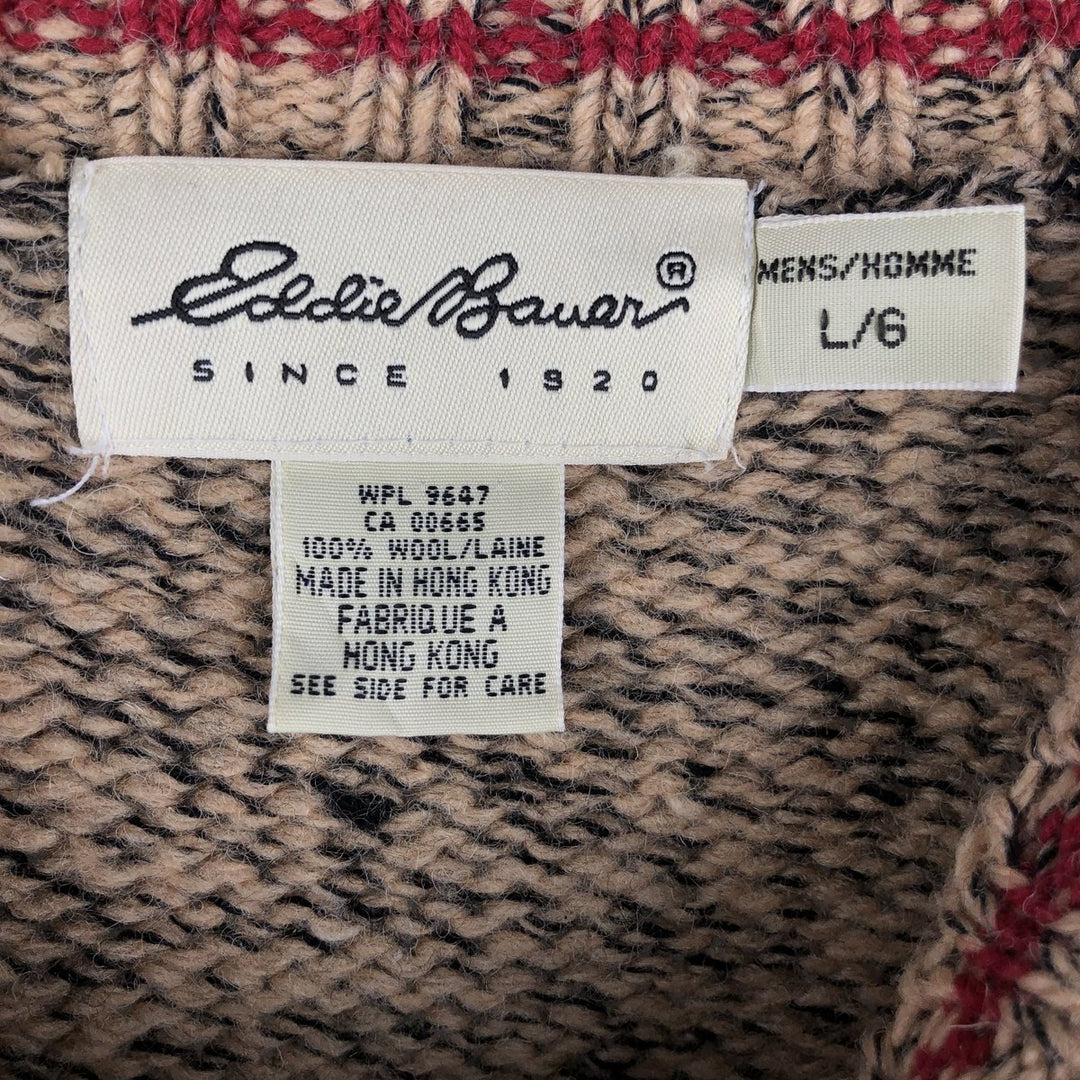 Eddie Bauer®
SINCE 1920
MENS/HOMME
L/G
WPL 9647
CA 00665
100% WOOL/LAINE
MADE IN HONG KONG
FABRIQUE A
HONG KONG
SEE SIDE FOR CARE